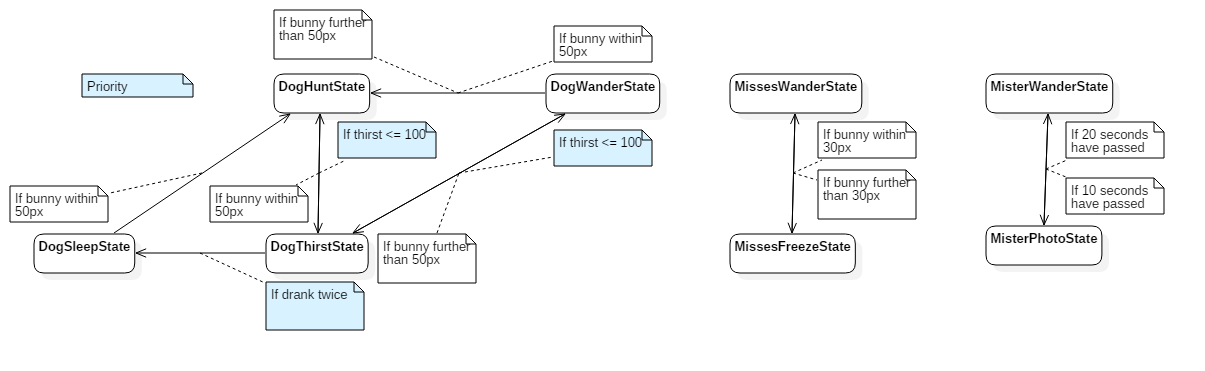 If bunny further
than 50px
If bunny within
50px
Priority
DogHuntState
DogWanderState
MissesWanderState
MisterWanderState
If thirst <= 100
If thirst <= 100
If bunny within
30px
If 20 seconds
have passed
If bunny within
50px
If bunny within
50px
If bunny further
than 30px
If 10 seconds
have passed
DogSleepState
DogThirstState
If bunny further
than 50px
MissesFreezeState
MisterPhotoState
If drank twice